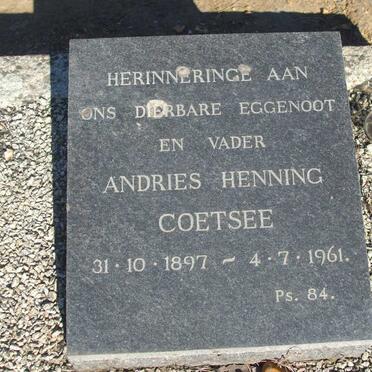 HERINNERINGE AAN
ONS DIERBARE EGGENOOT
EN VADER
ANDRIES HENNING
COETSEE
31·10·1897 ~ 4·7·1961.
Ps. 84.